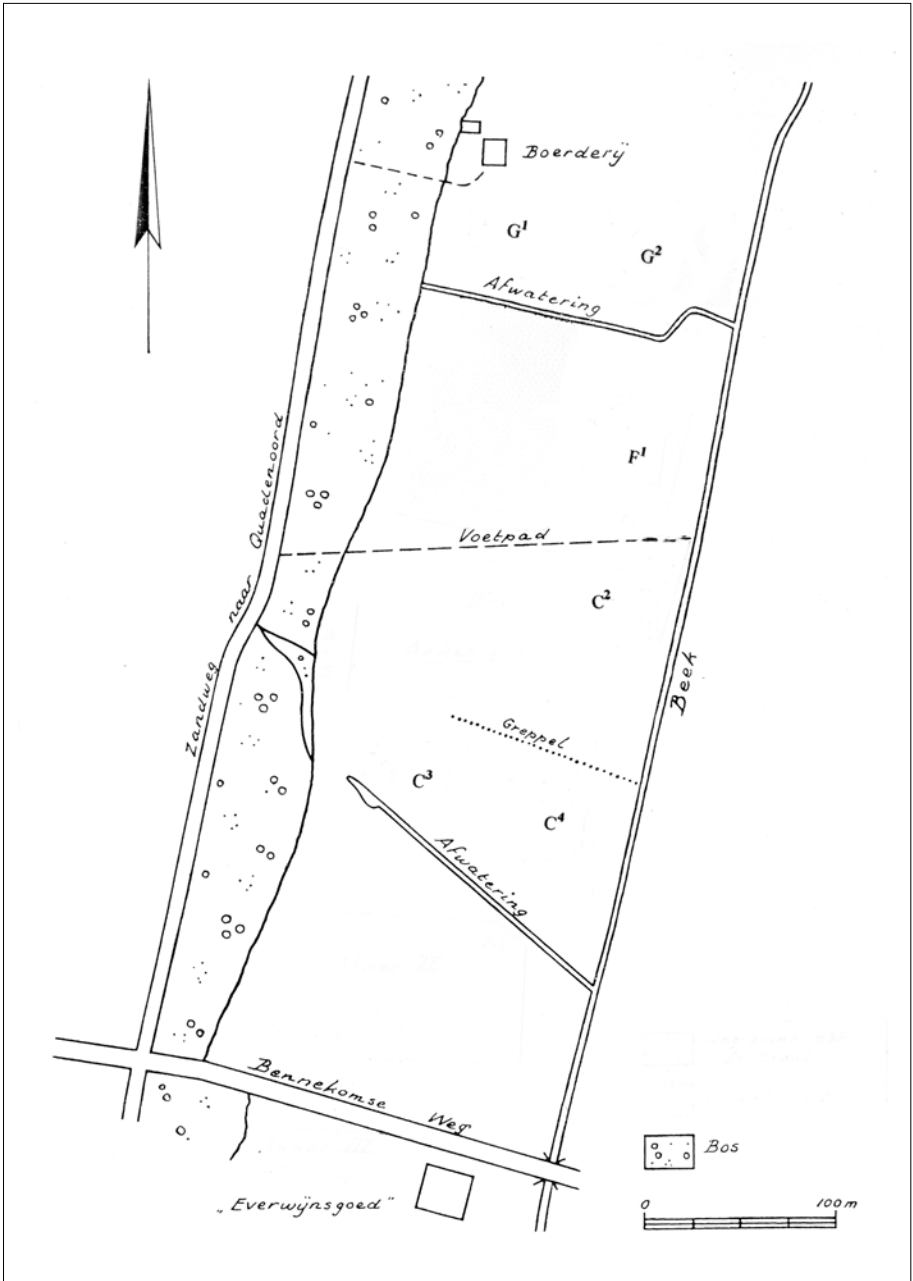 Boerderij
G¹
G²
Afwatering
F¹
Voetpad
C²
Zandweg naar Quadenoord
Beek
Greppel
C³
C⁴
Afwatering
Bennekomse Weg
„Everwijnsgoed"
Bos
0 100m